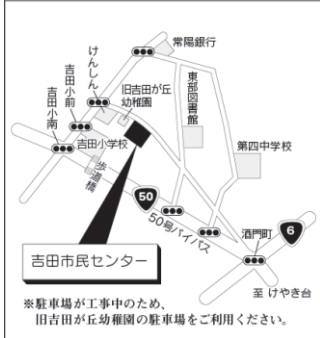 常陽銀行
けんしん
吉田小前
吉田小南
旧吉田が丘
幼稚園
東部図書館
吉田小学校
第四中学校
歩道橋
50
50号バイパス
酒門町
6
吉田市民センター
至 けやき台
※駐車場が工事中のため、
旧吉田が丘幼稚園の駐車場をご利用ください。